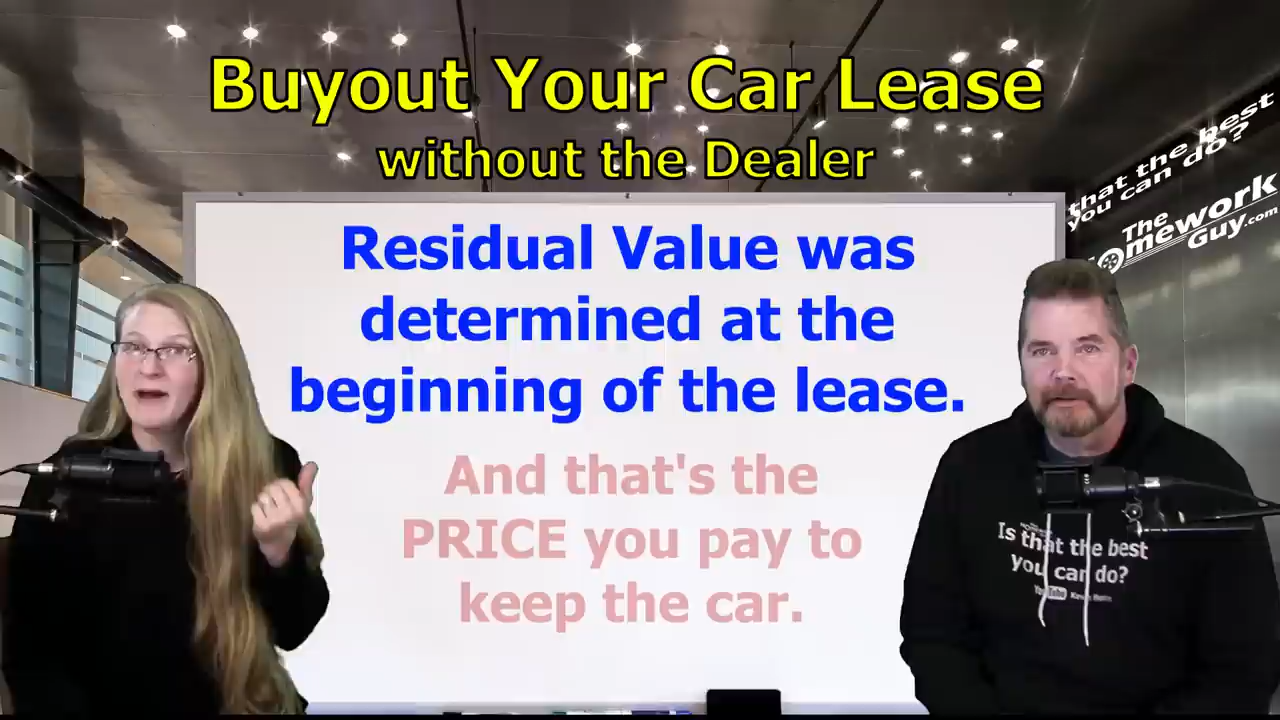 Buyout Your Car Lease
without the Dealer
that the best
you can do?
The
omework
Guy.com
Residual Value was
determined at the
beginning of the lease.
And that's the
PRICE you pay to
keep the car.
Is that the best
you can do?
YouTube